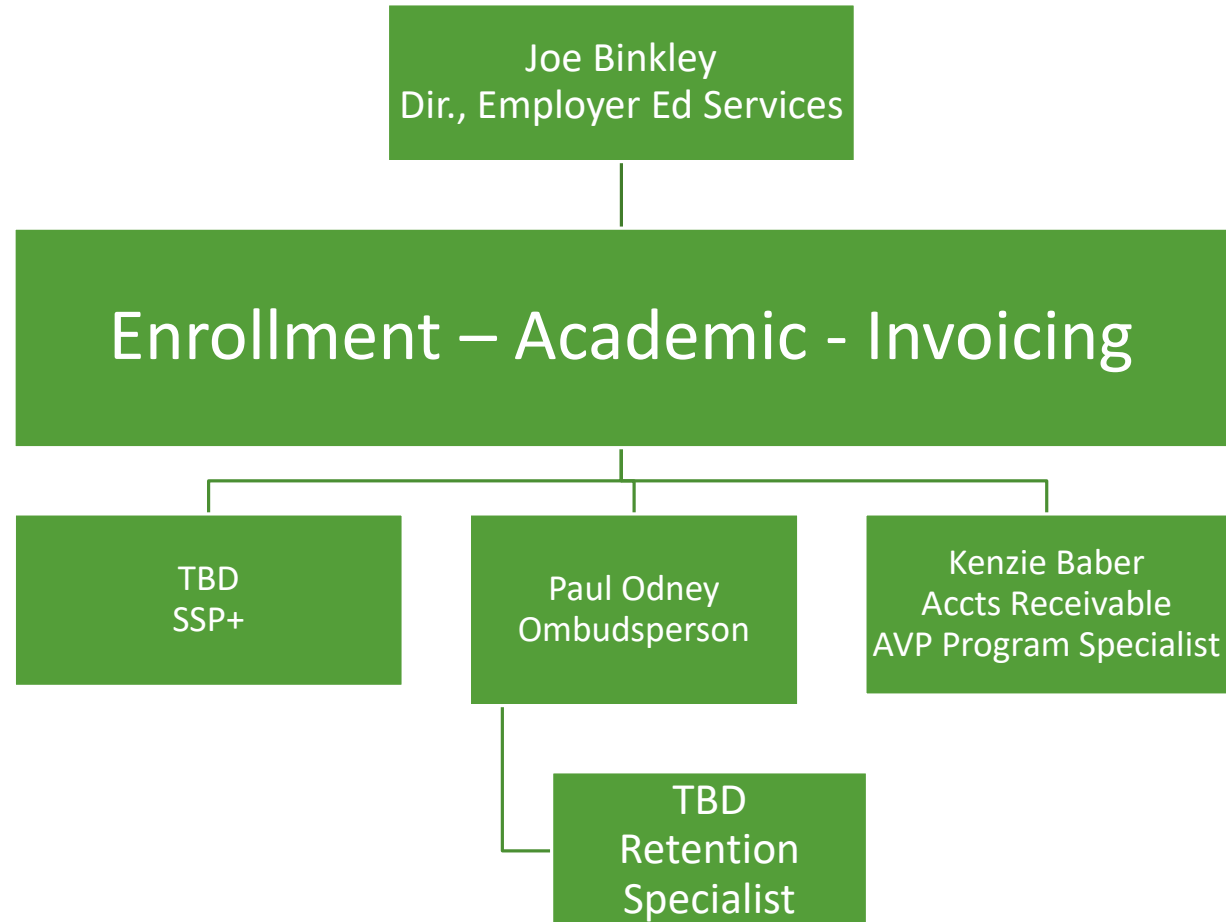 Joe Binkley
Dir., Employer Ed Services
Enrollment – Academic - Invoicing
TBD
SSP+
Paul Odney
Ombudsperson
Kenzie Baber
Accts Receivable
AVP Program Specialist
TBD
Retention
Specialist